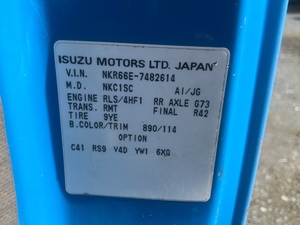 ISUZU MOTORS LTD. JAPAN
V.I.N. NKR66E-7482614
M.D. NKC1SC AI/JG
ENGINE RLS/4HF1 RR AXLE G73
TRANS. RMT FINAL R42
TIRE 9YE
B.COLOR/TRIM 890/114
OPTION
C41 RS9 V4D YW1 6XQ